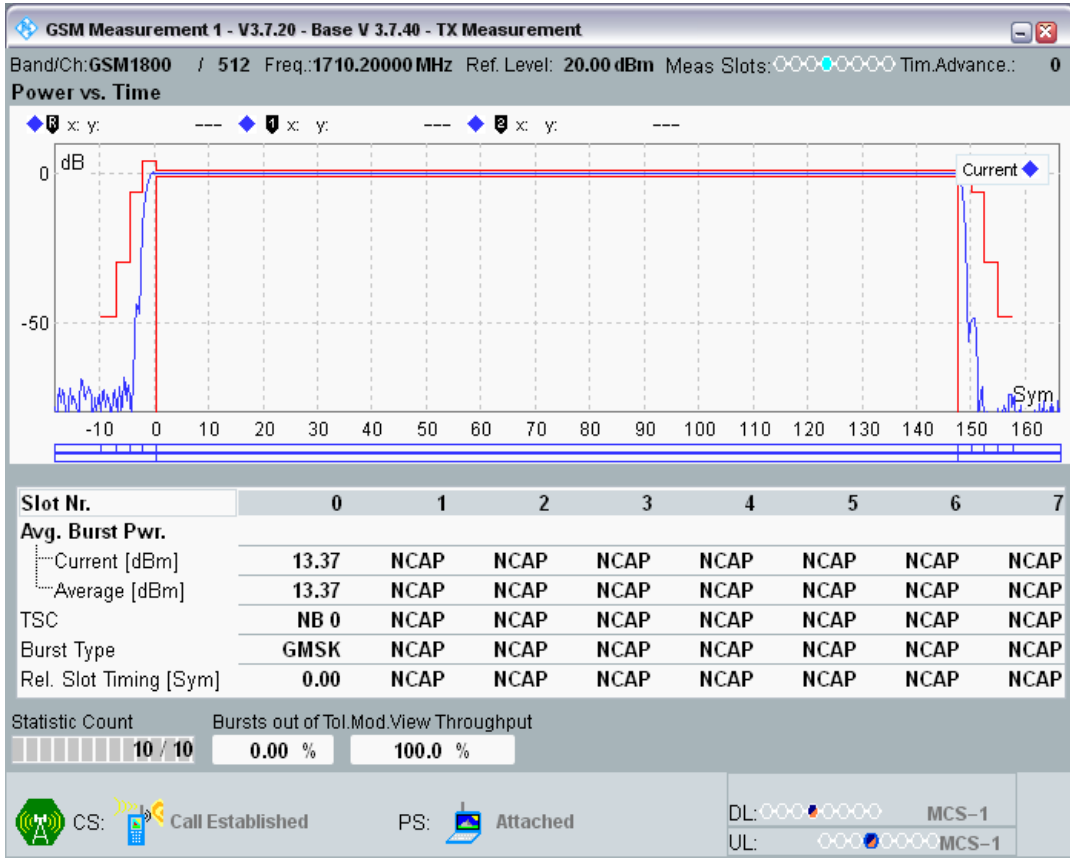 GSM Measurement 1 - V3.7.20 - Base V 3.7.40 - TX Measurement
Band/Ch:GSM1800 / 512 Freq.:1710.20000 MHz Ref. Level: 20.00 dBm Meas Slots: Tim.Advance.: 0
Power vs. Time
R x: y: --- 1 x: y: --- 2 x: y: ---
dB
0
Current
-50
Sym
-10 0 10 20 30 40 50 60 70 80 90 100 110 120 130 140 150 160
Slot Nr. 0 1 2 3 4 5 6 7
Avg. Burst Pwr.
Current [dBm] 13.37 NCAP NCAP NCAP NCAP NCAP NCAP NCAP
Average [dBm] 13.37 NCAP NCAP NCAP NCAP NCAP NCAP NCAP
TSC NB 0 NCAP NCAP NCAP NCAP NCAP NCAP NCAP
Burst Type GMSK NCAP NCAP NCAP NCAP NCAP NCAP NCAP
Rel. Slot Timing [Sym] 0.00 NCAP NCAP NCAP NCAP NCAP NCAP NCAP
Statistic Count Bursts out of Tol. Mod.View Throughput
10 / 10 0.00 % 100.0 %
CS: Call Established PS: Attached
DL: MCS-1
UL: MCS-1